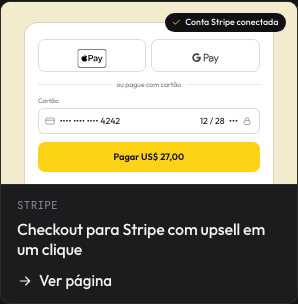 ✓ Conta Stripe conectada
Pay
G Pay
ou pague com cartão
Cartão
•••• •••• •••• 4242 12 / 28 •••
Pagar US$ 27,00
STRIPE
Checkout para Stripe com upsell em
um clique
→ Ver página